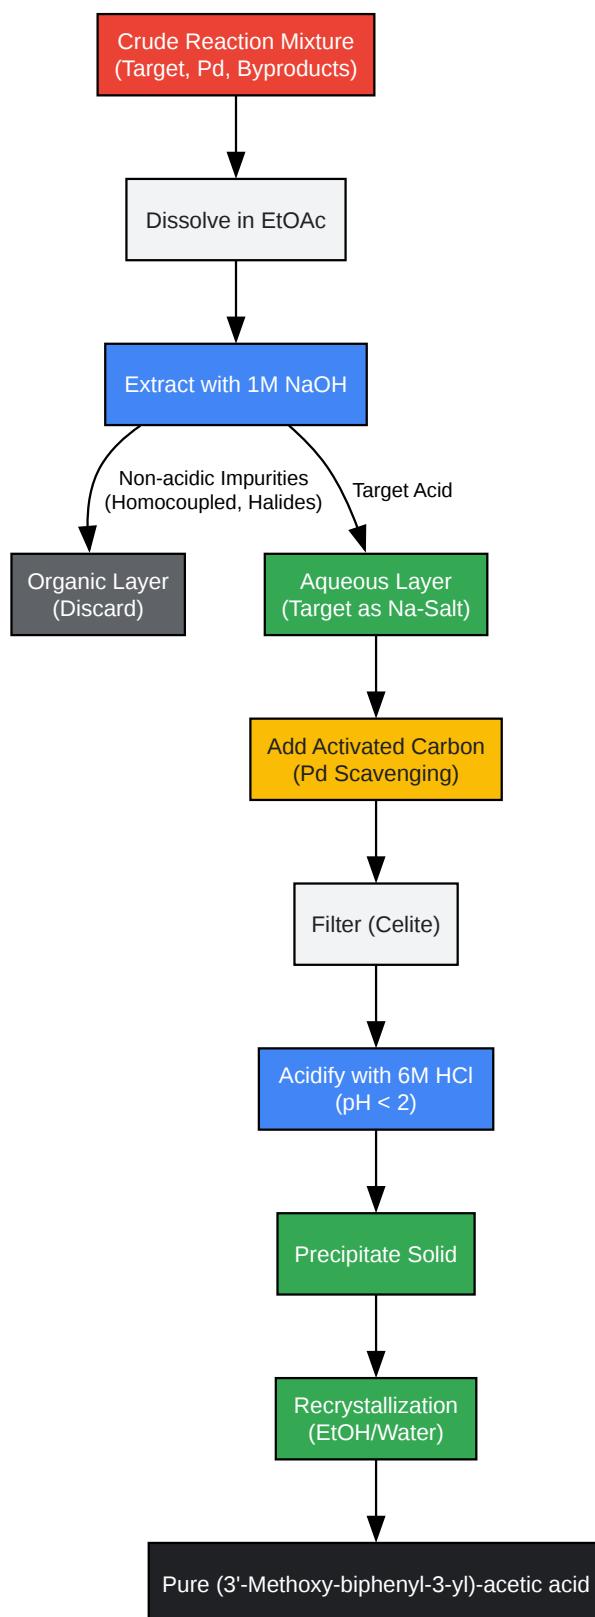 Crude Reaction Mixture
(Target, Pd, Byproducts)
Dissolve in EtOAc
Extract with 1M NaOH
Non-acidic Impurities
(Homocoupled, Halides)
Target Acid
Organic Layer
(Discard)
Aqueous Layer
(Target as Na-Salt)
Add Activated Carbon
(Pd Scavenging)
Filter (Celite)
Acidify with 6M HCl
(pH < 2)
Precipitate Solid
Recrystallization
(EtOH/Water)
Pure (3'-Methoxy-biphenyl-3-yl)-acetic acid